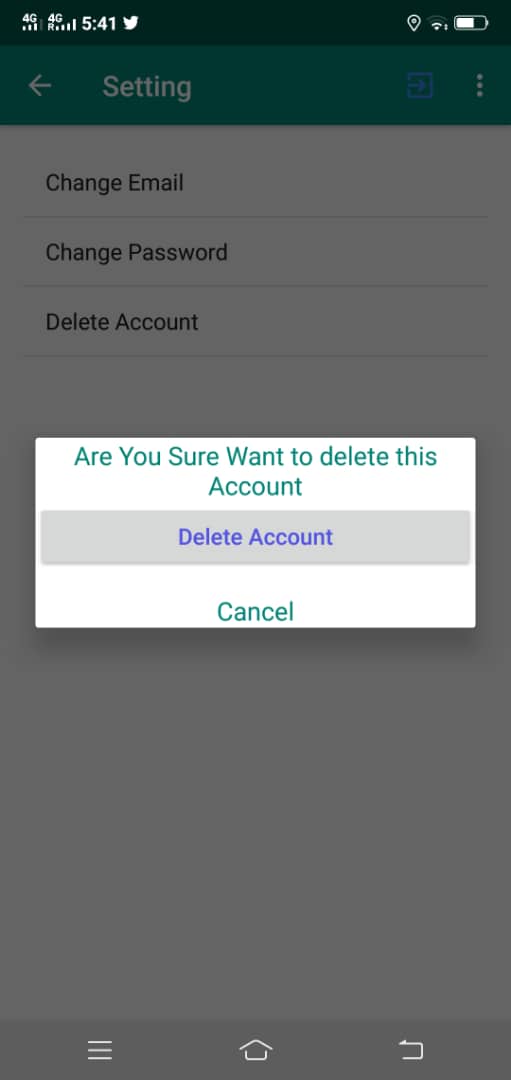 4G 4G R 5:41
Setting
Change Email
Change Password
Delete Account
Are You Sure Want to delete this
Account
Delete Account
Cancel